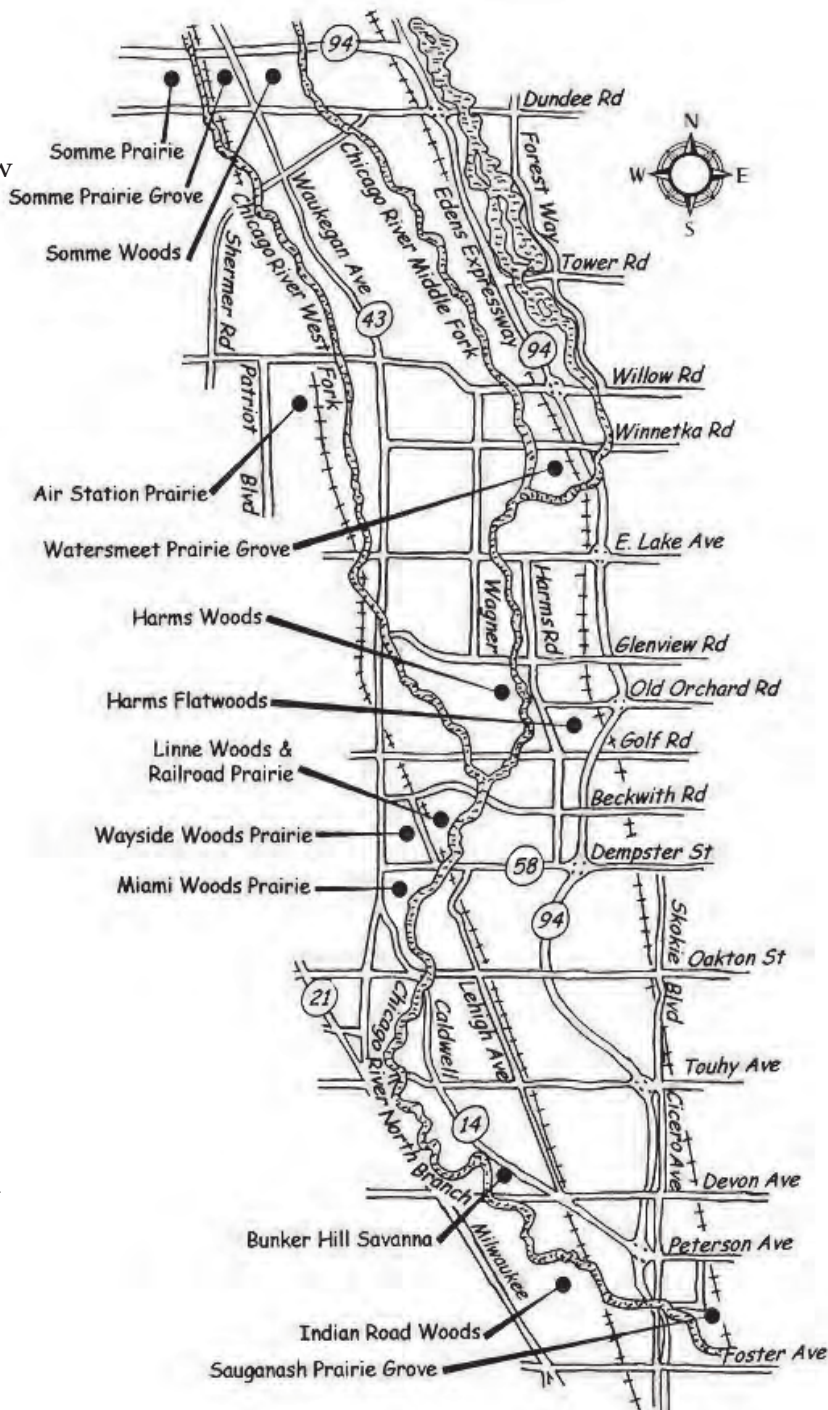 94
Dundee Rd
N
W
E
S
v
Somme Prairie
Somme Prairie Grove
Somme Woods
Forest Way
Edens Expressway
Chicago River Middle Fork
Waukegan Ave
Chicago River West Fork
Shermer Rd
Tower Rd
43
94
Patriot Blvd
Willow Rd
Winnetka Rd
Air Station Prairie
Watersmeet Prairie Grove
E. Lake Ave
Harms Woods
Wagner
Harms Rd
Glenview Rd
Harms Flatwoods
Old Orchard Rd
Linne Woods &
Railroad Prairie
Golf Rd
Beckwith Rd
Wayside Woods Prairie
58
Dempster St
Miami Woods Prairie
94
Skokie Blvd
Oakton St
21
Chicago River North Branch
Caldwell
Lehigh Ave
Touhy Ave
Cicero Ave
14
Devon Ave
Bunker Hill Savanna
Milwaukee
Peterson Ave
Indian Road Woods
Sauganash Prairie Grove
Foster Ave